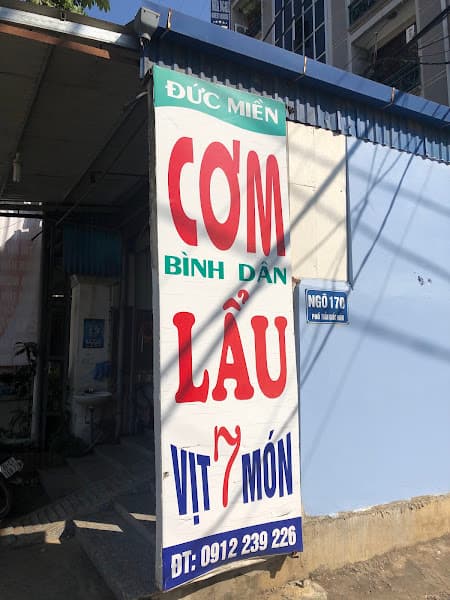 ĐỨC MIỀN
CƠM
BÌNH DÂN
LẨU
VỊT 7 MÓN
ĐT: 0912 239 226
NGÕ 170